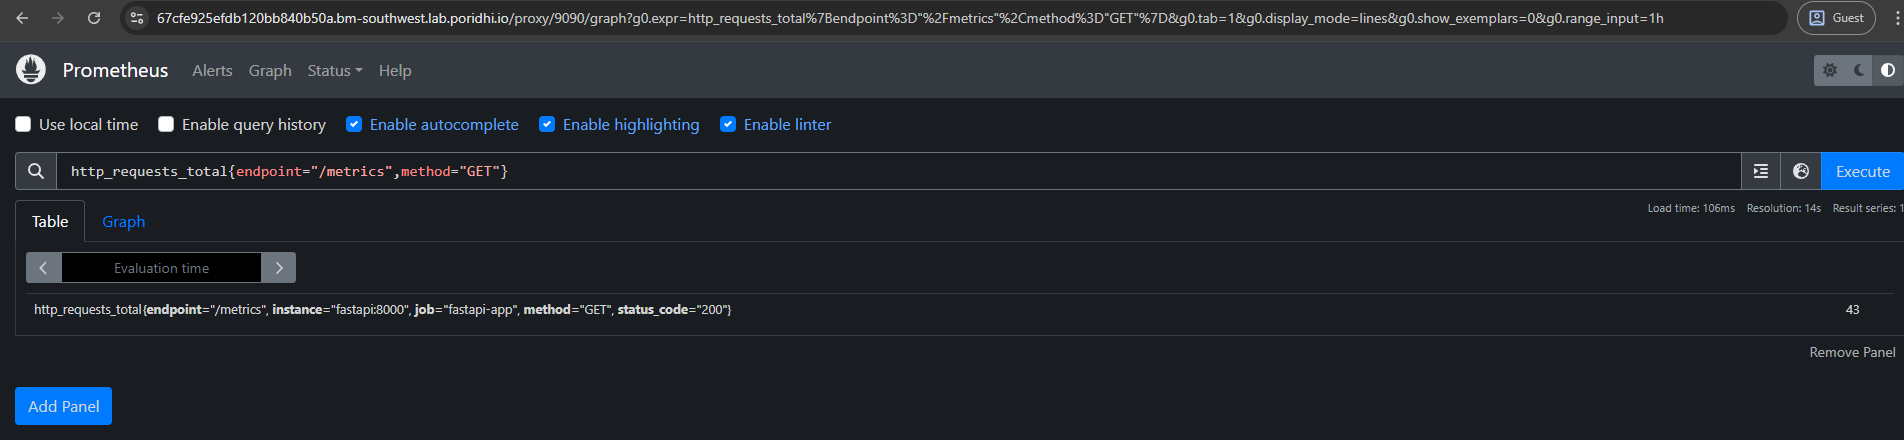 67cfe925efdb120bb840b50a.bm-southwest.lab.poridhi.io/proxy/9090/graph?g0.expr=http_requests_total%7Bendpoint%3D"%2Fmetrics"%2Cmethod%3D"GET"%7D&g0.tab=1&g0.display_mode=lines&g0.show_exemplars=0&g0.range_input=1h
Guest
Prometheus Alerts Graph Status Help
Use local time Enable query history Enable autocomplete Enable highlighting Enable linter
http_requests_total{endpoint="/metrics",method="GET"} Execute
Table Graph
Load time: 106ms Resolution: 14s Result series: 1
Evaluation time
http_requests_total{endpoint="/metrics", instance="fastapi:8000", job="fastapi-app", method="GET", status_code="200"} 43
Remove Panel
Add Panel